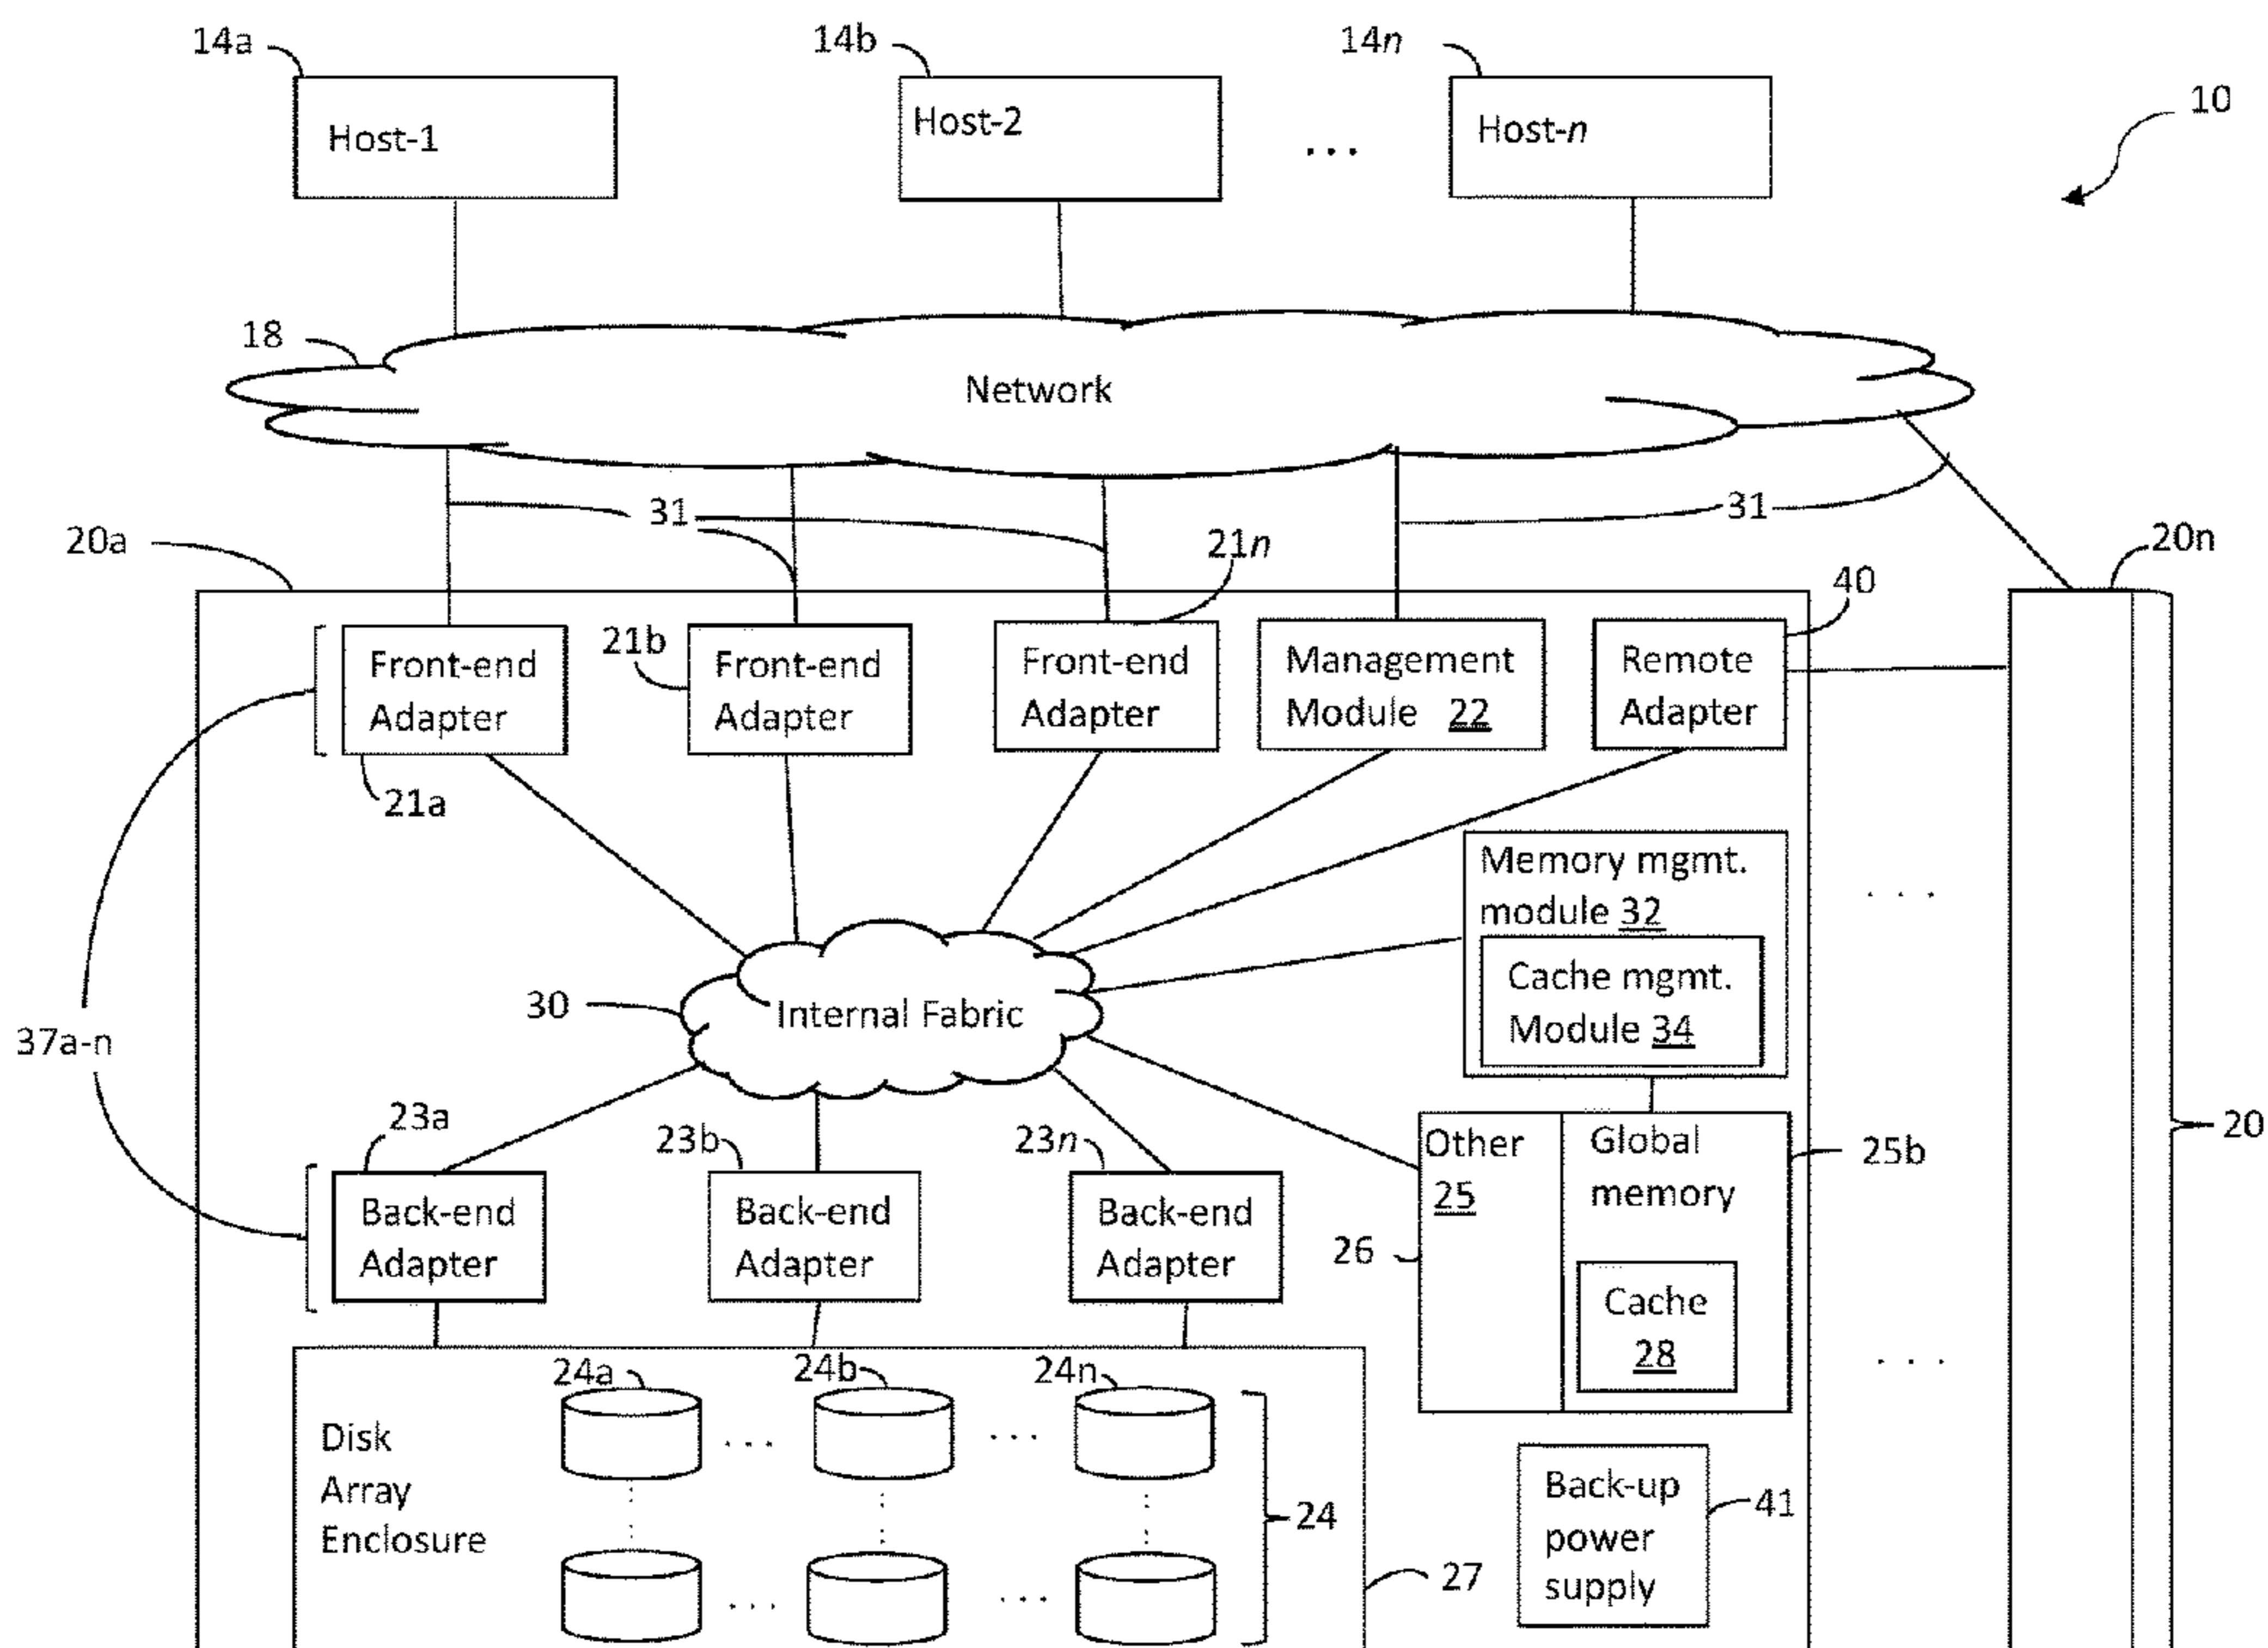 14a
14b
14n
10
Host-1
Host-2
...
Host-n
18
Network
31
31
20a
21n
20n
40
21b
Front-end
Adapter
Front-end
Adapter
Front-end
Adapter
Management
Module 22
Remote
Adapter
21a
Memory mgmt.
module 32
Cache mgmt.
Module 34
. . .
30
Internal Fabric
37a-n
23a
23b
23n
Back-end
Adapter
Back-end
Adapter
Back-end
Adapter
Other
25
Global
memory
25b
20
26
Cache
28
. . .
24a
24b
24n
Disk
Array
Enclosure
...
...
24
...
...
27
Back-up
power
supply
41